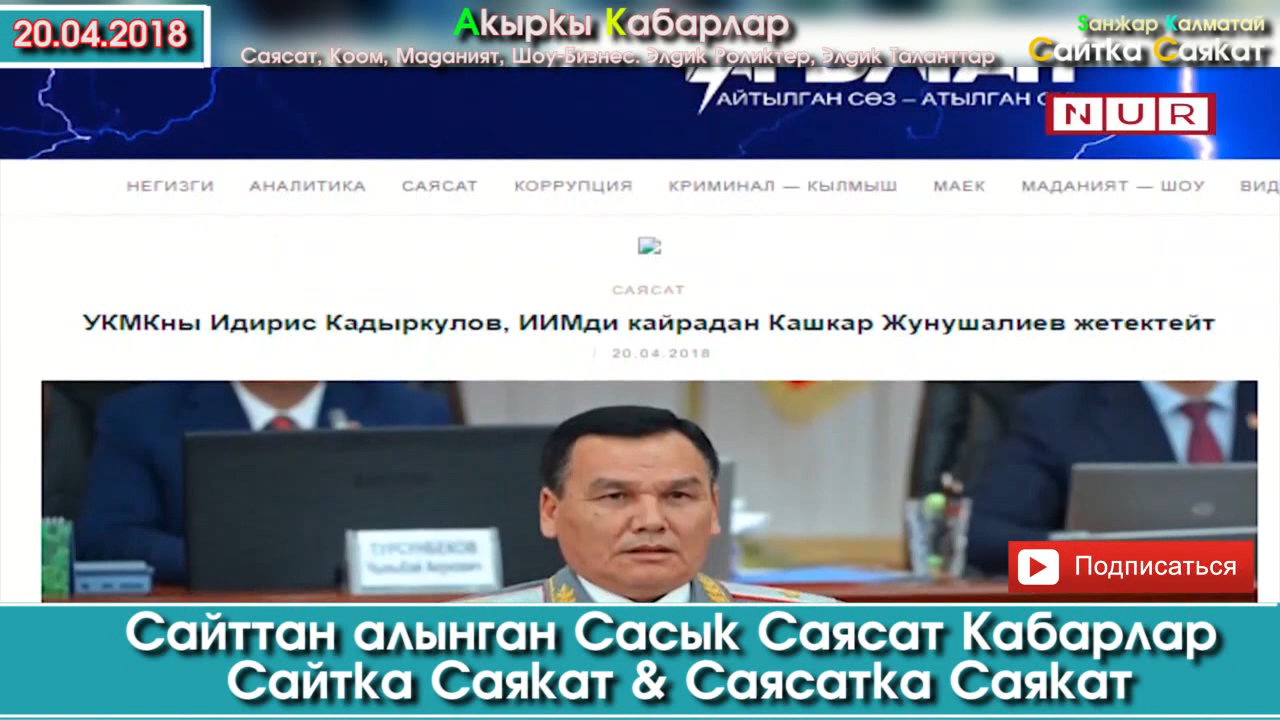 20.04.2018
Акыркы Кабарлар
Саясат, Коом, Маданият, Шоу-Бизнес. Элдик Роликтер, Элдик Таланттар
Sанжар Калматай
Сайтка Саякат
АЙТЫЛГАН СӨЗ – АТЫЛГАН
NUR
НЕГИЗГИ АНАЛИТИКА САЯСАТ КОРРУПЦИЯ КРИМИНАЛ — КЫЛМЫШ МАЕК МАДАНИЯТ — ШОУ ВИД
САЯСАТ
УКМКны Идирис Кадыркулов, ИИМди кайрадан Кашкар Жунушалиев жетектейт
20.04.2018
ТУРСУНБЕКОВ
Подписаться
Сайттан алынган Сасык Саясат Кабарлар
Сайтка Саякат & Саясатка Саякат